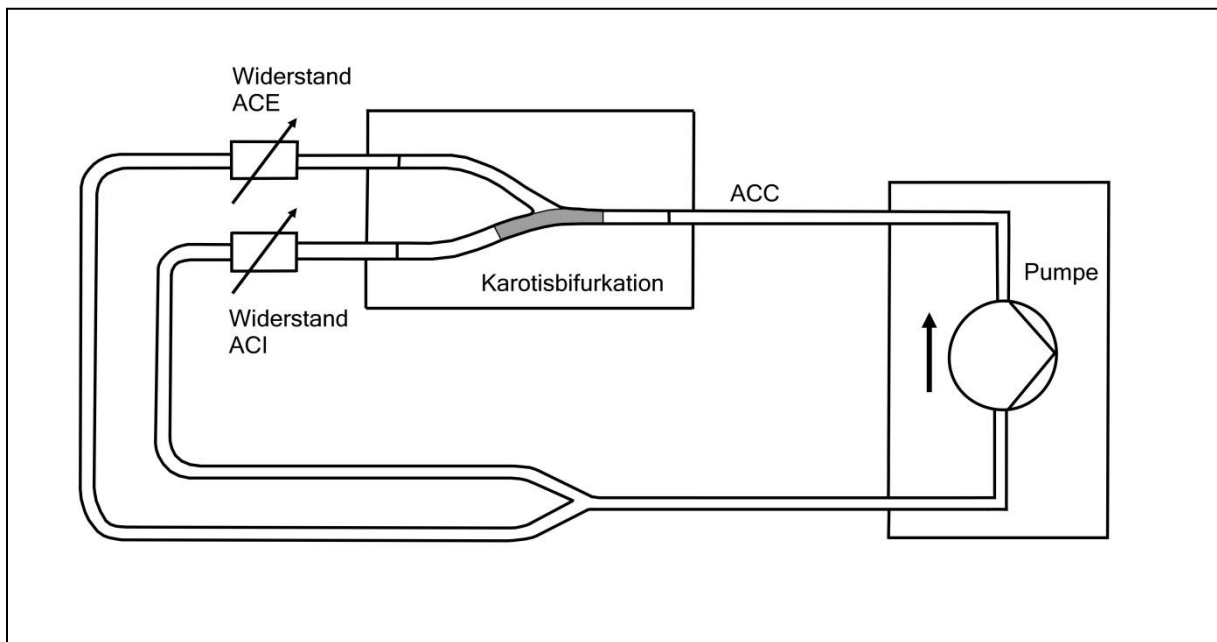 Widerstand
ACE
ACC
Pumpe
Karotisbifurkation
Widerstand
ACI